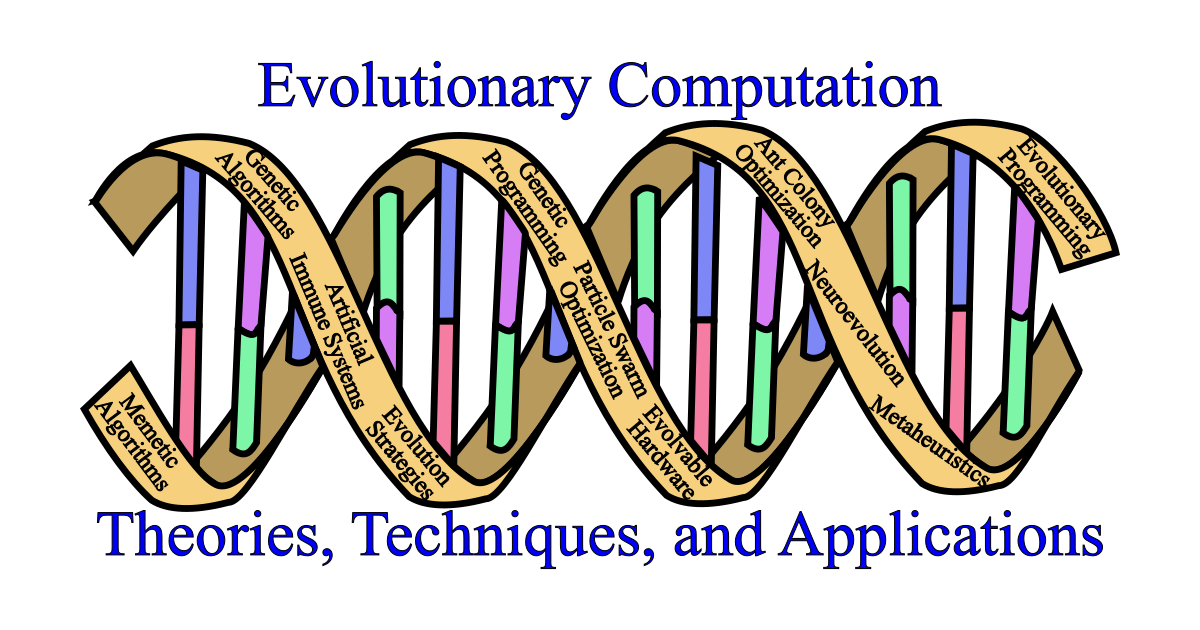 Evolutionary Computation
Memetic
Algorithms
Genetic
Algorithms
Artificial
Immune Systems
Evolution
Strategies
Genetic
Programming
Particle Swarm
Optimization
Evolvable
Hardware
Ant Colony
Optimization
Neuroevolution
Metaheuristics
Evolutionary
Programming
Theories, Techniques, and Applications